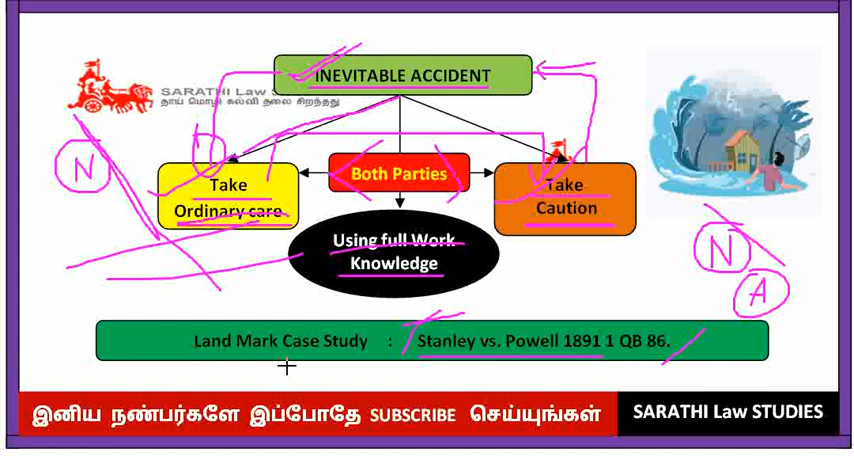 INEVITABLE ACCIDENT
SARATHI Law S
தாய் மொழி கல்வி தலை சிறந்தது
N
Both Parties
Take
Ordinary care
Take
Caution
Using full Work
Knowledge
N
A
Land Mark Case Study : Stanley vs. Powell 1891 1 QB 86.
இனிய நண்பர்களே இப்போதே SUBSCRIBE செய்யுங்கள்
SARATHI Law STUDIES